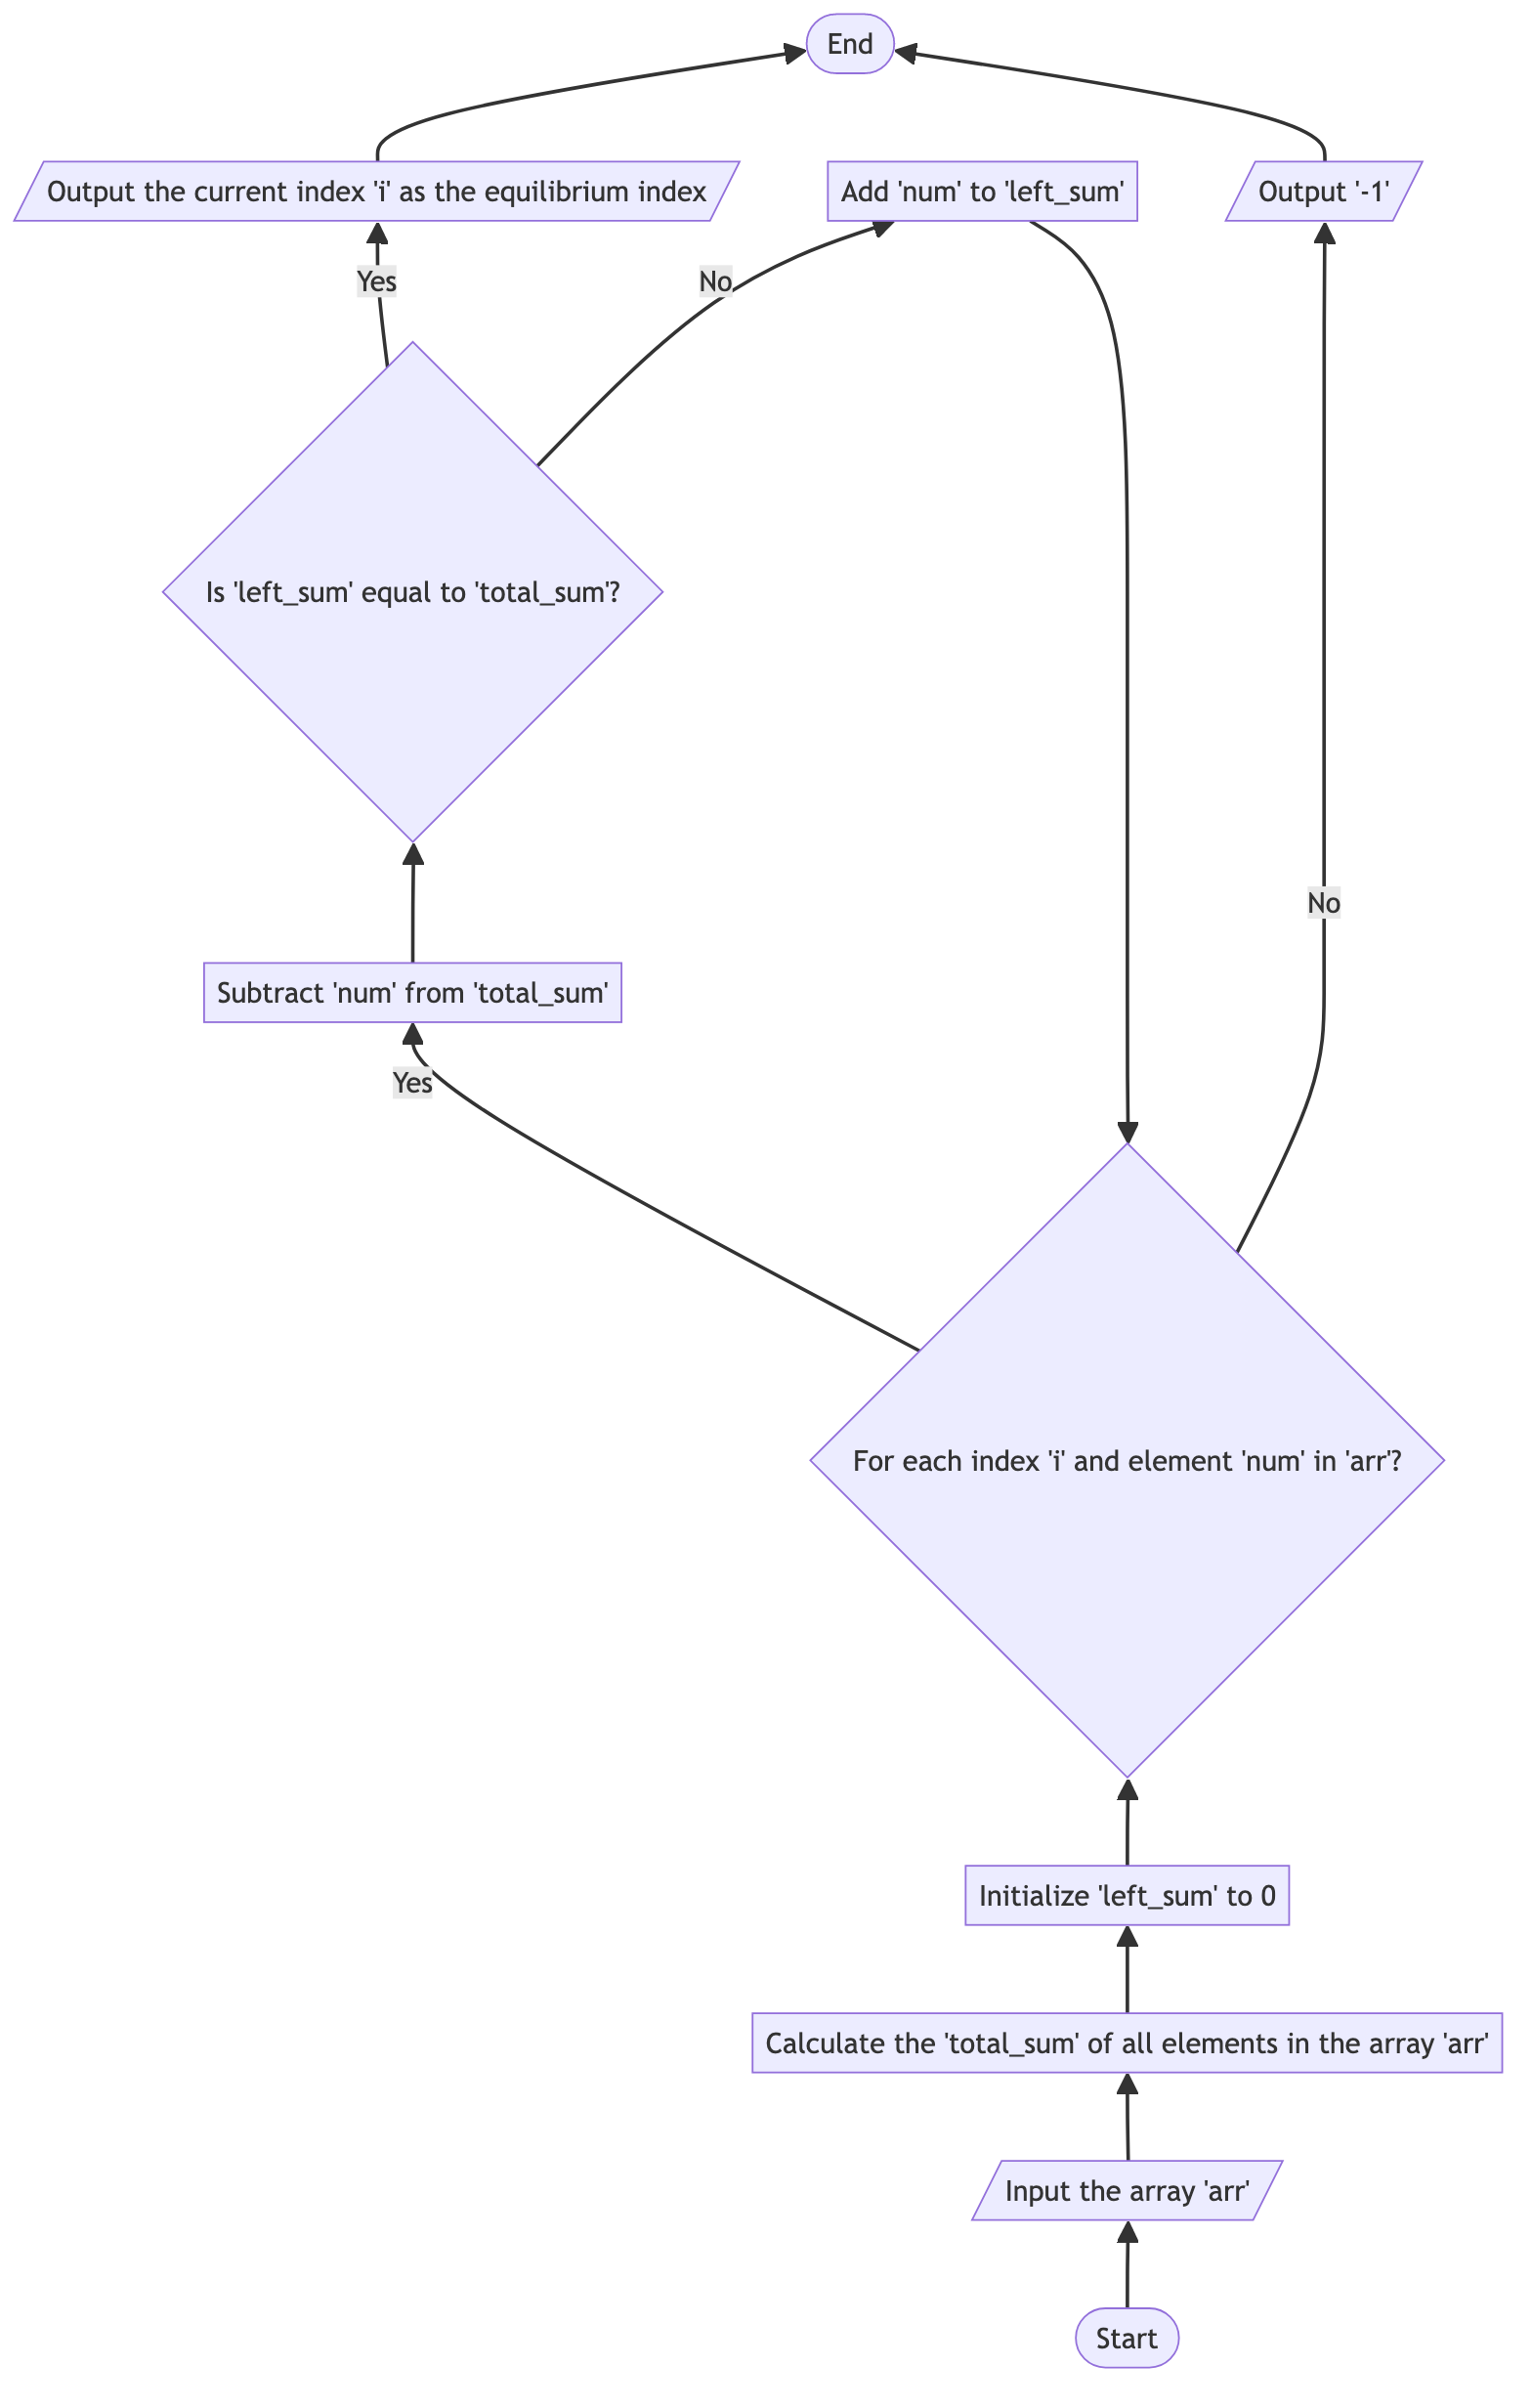 End
Output the current index 'i' as the equilibrium index
Add 'num' to 'left_sum'
Output '-1'
Yes
No
Is 'left_sum' equal to 'total_sum'?
No
Subtract 'num' from 'total_sum'
Yes
For each index 'i' and element 'num' in 'arr'?
Initialize 'left_sum' to 0
Calculate the 'total_sum' of all elements in the array 'arr'
Input the array 'arr'
Start